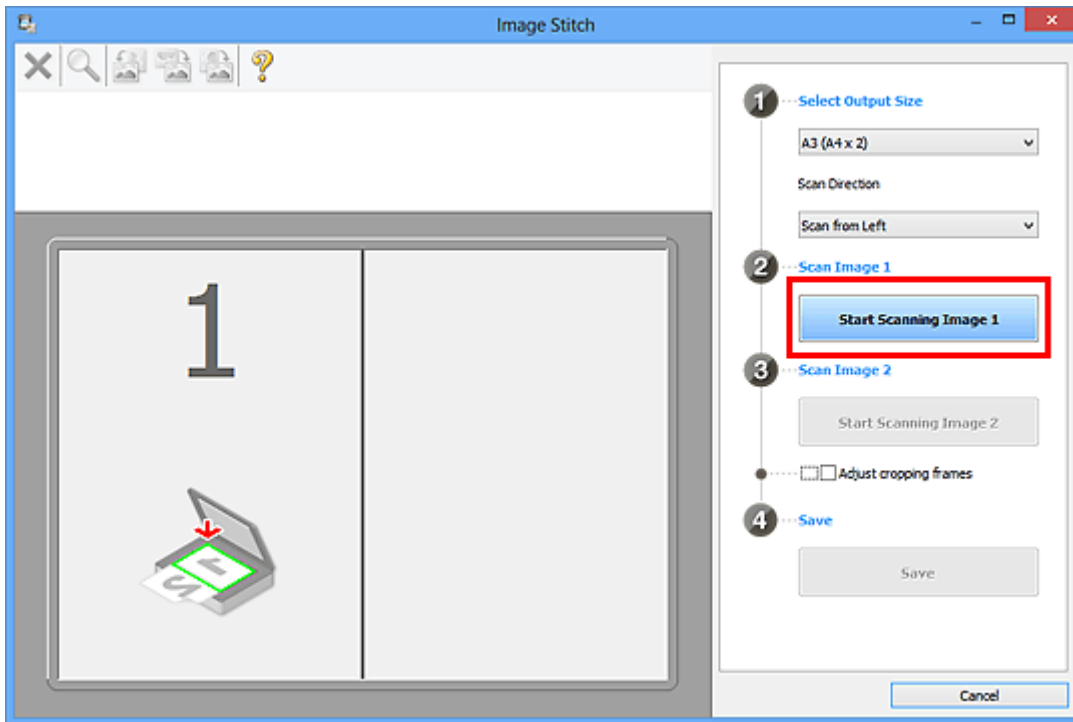 Image Stitch
1
Select Output Size
A3 (A4 x 2)
Scan Direction
Scan from Left
2
Scan Image 1
Start Scanning Image 1
3
Scan Image 2
Start Scanning Image 2
Adjust cropping frames
4
Save
Save
Cancel
1
1
2